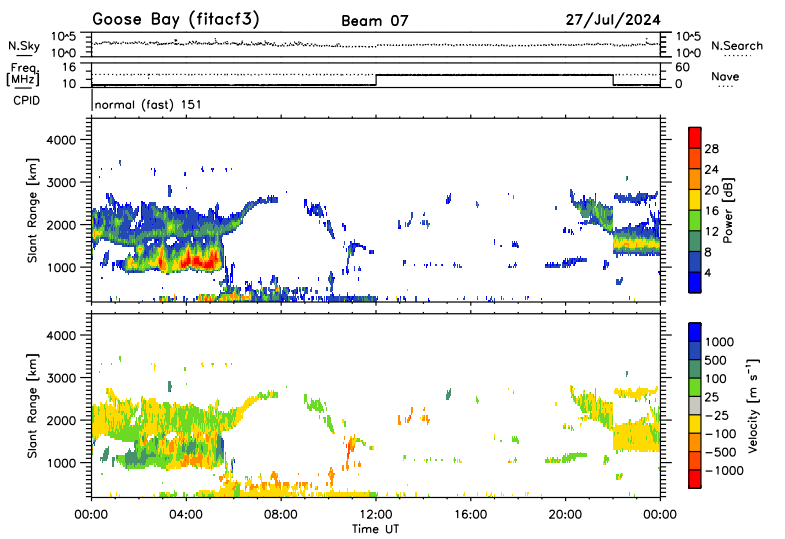 Goose Bay (fitacf3) Beam 07 27/Jul/2024
N.Sky 10^5 10^0 10^5 10^0 N.Search
Freq. [MHz] 16 10 60 0 Nave
CPID normal (fast) 151
Slant Range [km] 4000 3000 2000 1000
Power [dB] 28 24 20 16 12 8 4
Slant Range [km] 4000 3000 2000 1000
Velocity [m s⁻¹] 1000 500 100 25 −25 −100 −500 −1000
00:00 04:00 08:00 12:00 16:00 20:00 00:00
Time UT